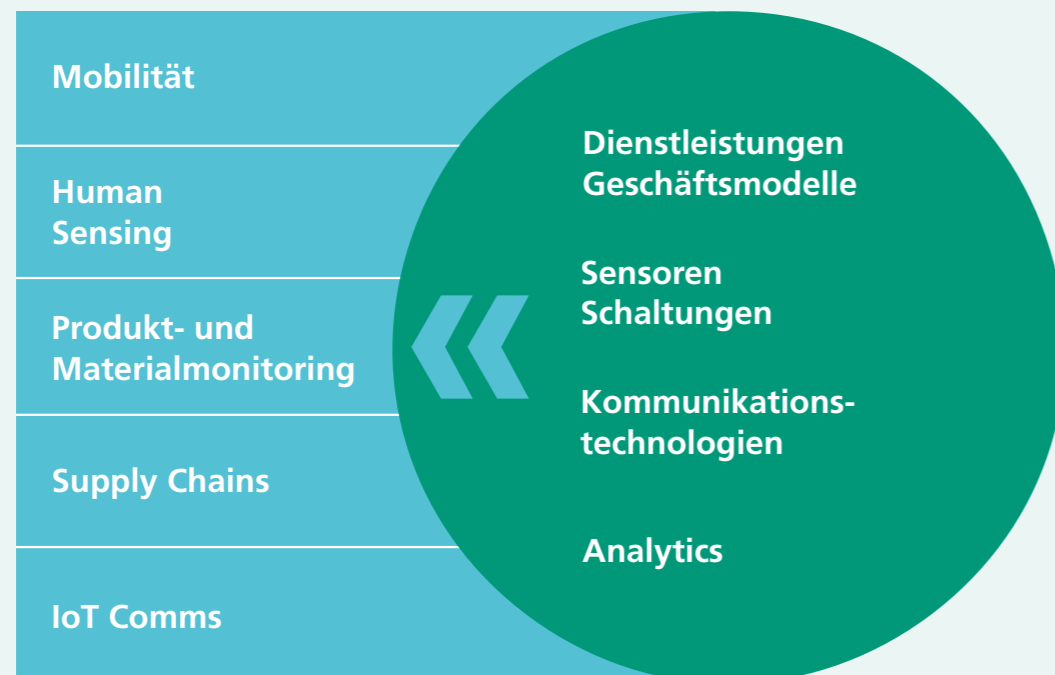 Mobilität
Human
Sensing
Produkt- und
Materialmonitoring
Supply Chains
IoT Comms
Dienstleistungen
Geschäftsmodelle
Sensoren
Schaltungen
Kommunikations-
technologien
Analytics